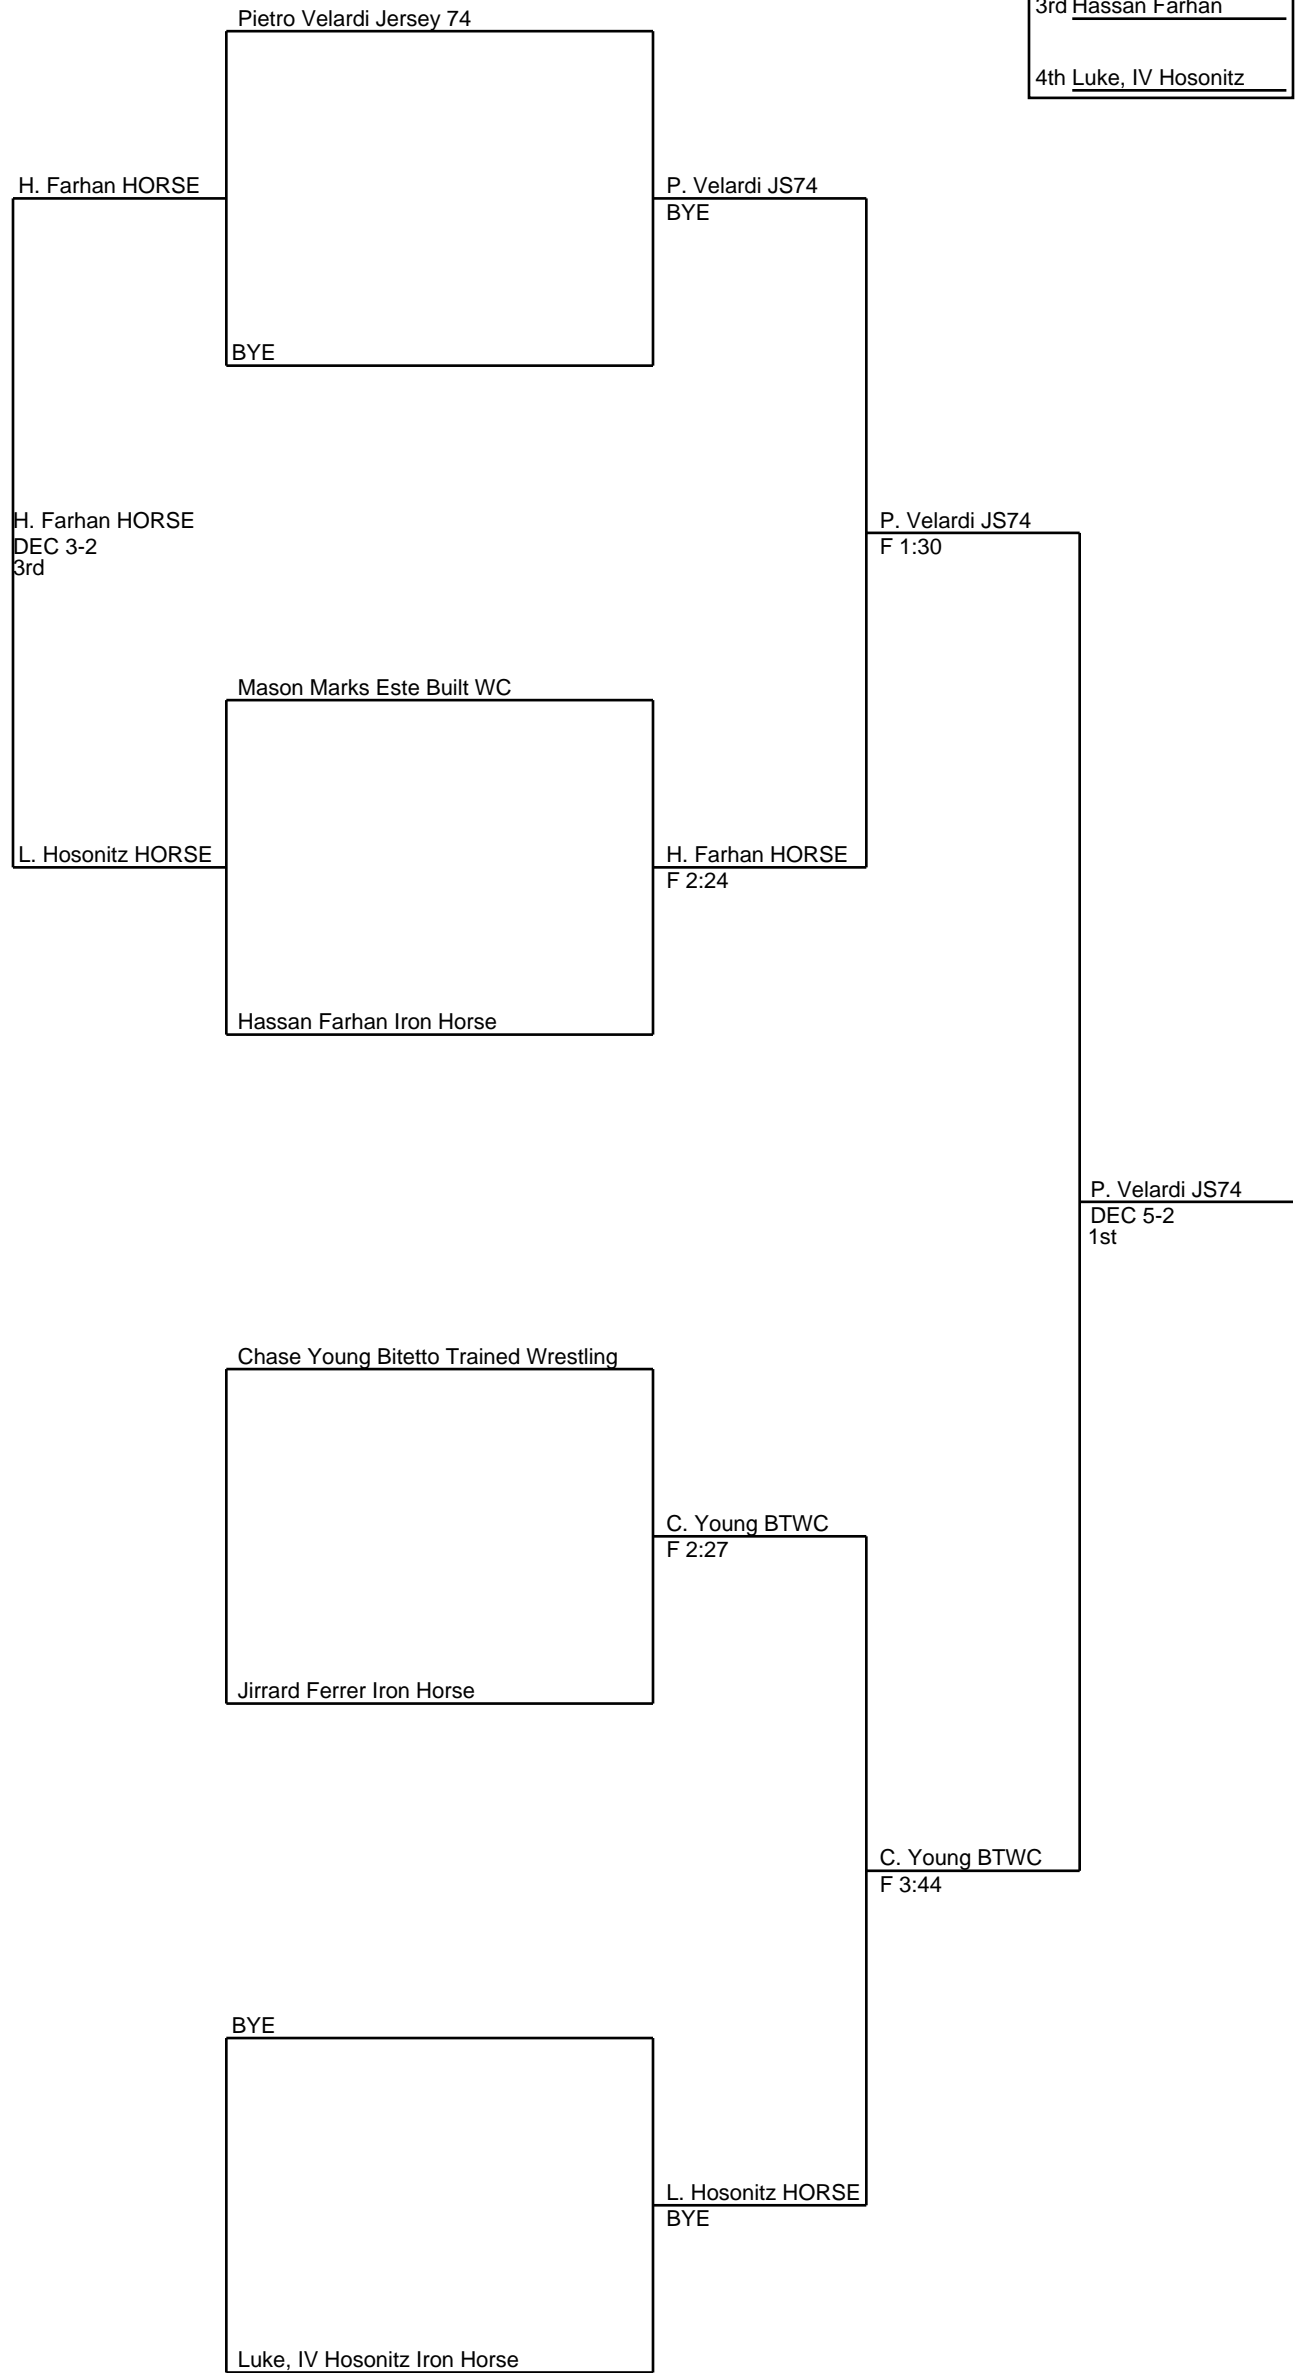 3rd Hassan Farhan
Pietro Velardi Jersey 74
4th Luke, IV Hosonitz
H. Farhan HORSE
P. Velardi JS74
BYE
BYE
H. Farhan HORSE
DEC 3-2
3rd
P. Velardi JS74
F 1:30
Mason Marks Este Built WC
L. Hosonitz HORSE
H. Farhan HORSE
F 2:24
Hassan Farhan Iron Horse
P. Velardi JS74
DEC 5-2
1st
Chase Young Bitetto Trained Wrestling
C. Young BTWC
F 2:27
Jirrard Ferrer Iron Horse
C. Young BTWC
F 3:44
BYE
L. Hosonitz HORSE
BYE
Luke, IV Hosonitz Iron Horse